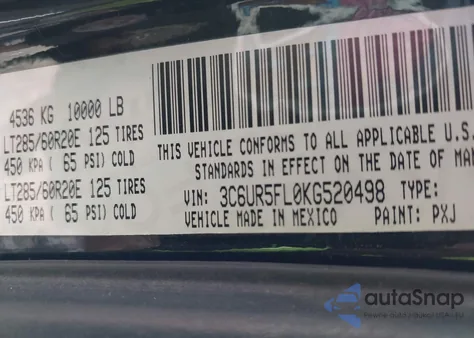 4536 KG 10000 LB
LT285/60R20E 125 TIRES
450 KPA ( 65 PSI) COLD
LT285/60R20E 125 TIRES
450 KPA ( 65 PSI) COLD
THIS VEHICLE CONFORMS TO ALL APPLICABLE U.S.
STANDARDS IN EFFECT ON THE DATE OF MAN
VIN: 3C6UR5FL0KG520498 TYPE:
VEHICLE MADE IN MEXICO PAINT: PXJ
autoSnap